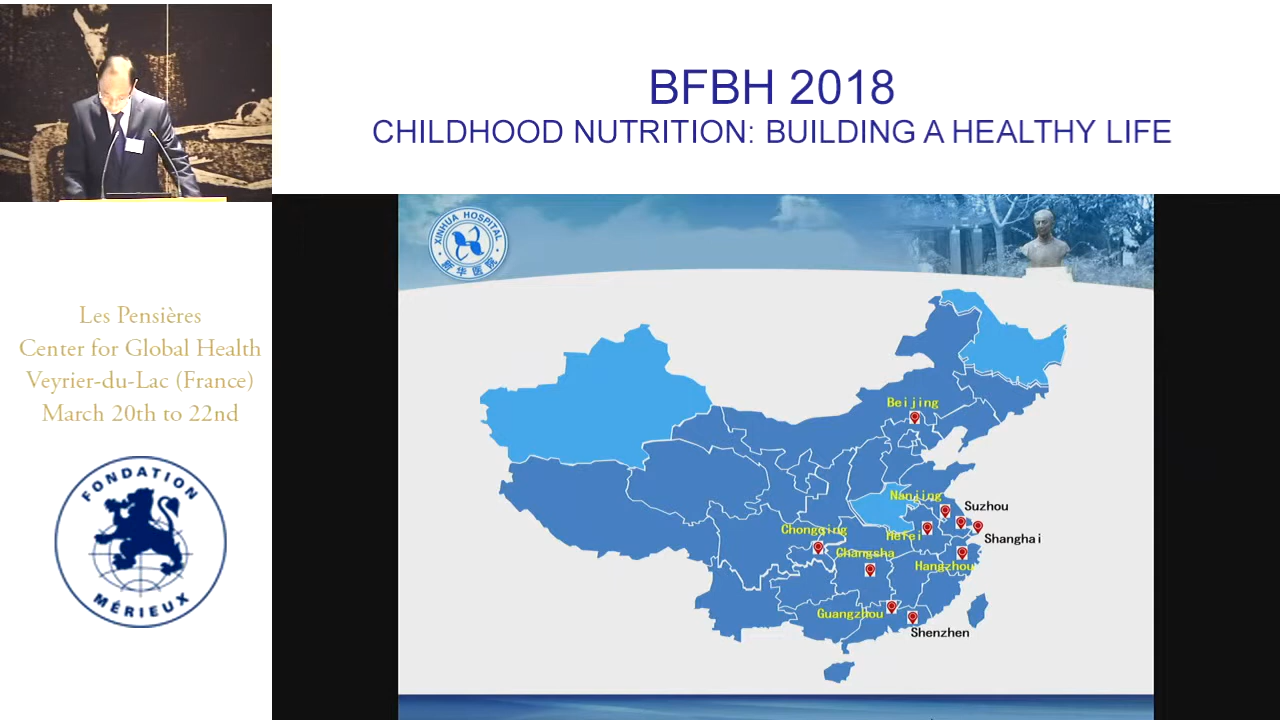 BFBH 2018
CHILDHOOD NUTRITION: BUILDING A HEALTHY LIFE
Les Pensières
Center for Global Health
Veyrier-du-Lac (France)
March 20th to 22nd
FONDATION
MÉRIEUX
XINHUA HOSPITAL
新华医院
Beijing
Nanjing
Suzhou
Shanghai
Hefei
Chongqing
Changsha
Hangzhou
Guangzhou
Shenzhen